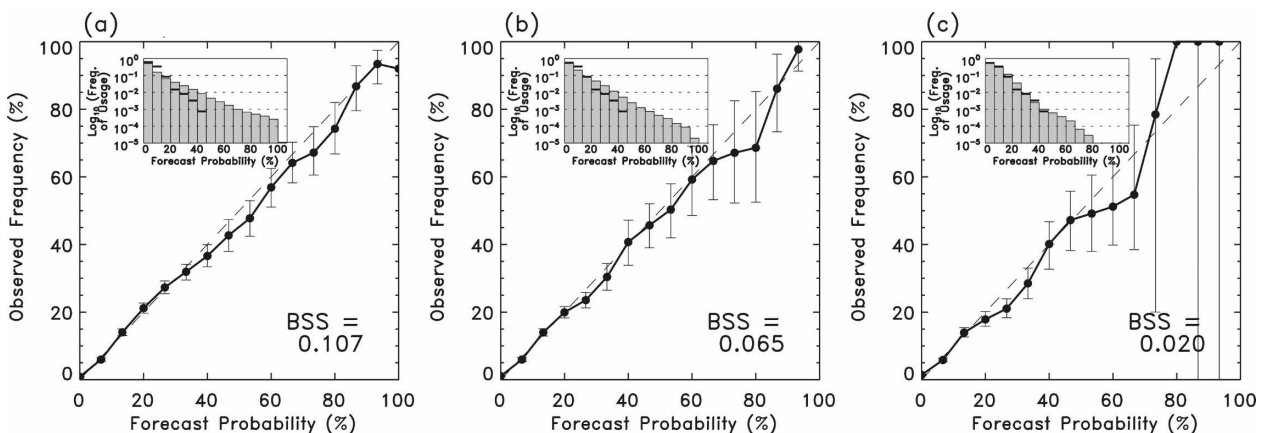 (a)
Observed Frequency (%)
100
80
60
40
20
0
0 20 40 60 80 100
Forecast Probability (%)
Log₁₀ (Freq.
of Usage)
10⁰
10⁻¹
10⁻²
10⁻³
10⁻⁴
10⁻⁵
0 20 40 60 80 100
Forecast Probability (%)
BSS =
0.107
(b)
Observed Frequency (%)
100
80
60
40
20
0
0 20 40 60 80 100
Forecast Probability (%)
Log₁₀ (Freq.
of Usage)
10⁰
10⁻¹
10⁻²
10⁻³
10⁻⁴
10⁻⁵
0 20 40 60 80 100
Forecast Probability (%)
BSS =
0.065
(c)
Observed Frequency (%)
100
80
60
40
20
0
0 20 40 60 80 100
Forecast Probability (%)
Log₁₀ (Freq.
of Usage)
10⁰
10⁻¹
10⁻²
10⁻³
10⁻⁴
10⁻⁵
0 20 40 60 80 100
Forecast Probability (%)
BSS =
0.020